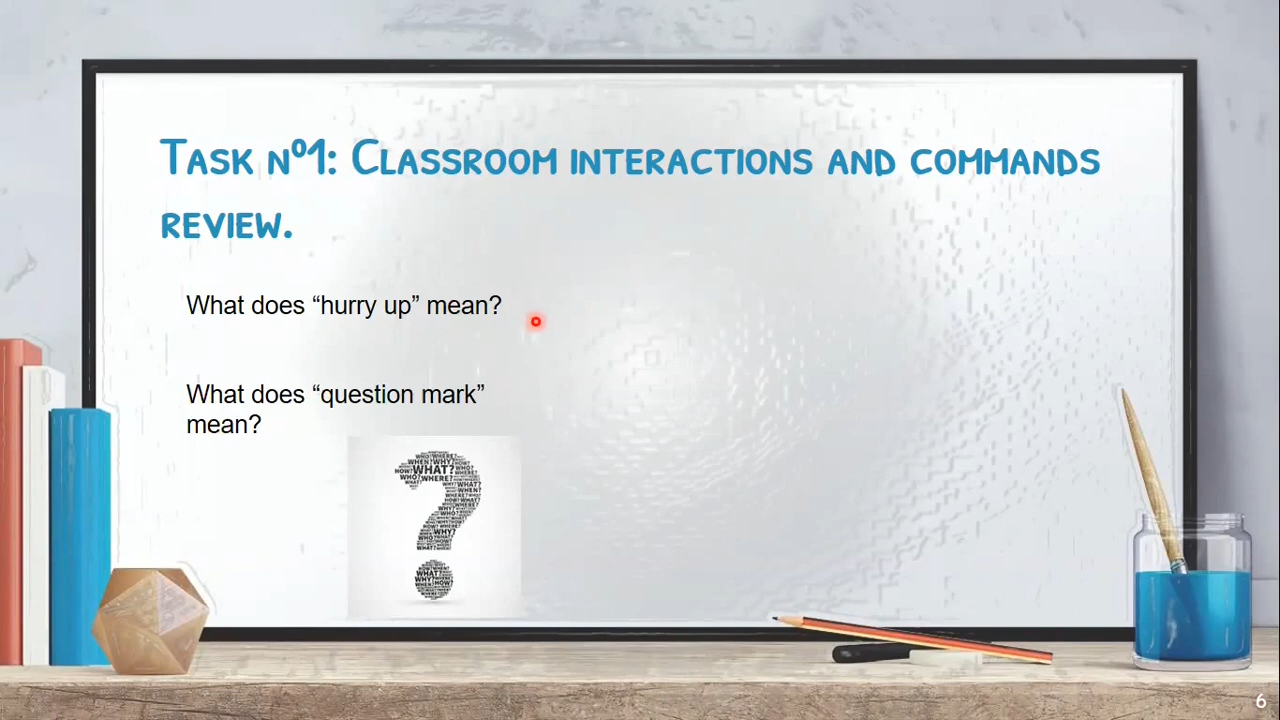 Task nº1: Classroom interactions and commands
review.
What does “hurry up” mean?
What does “question mark”
mean?
6